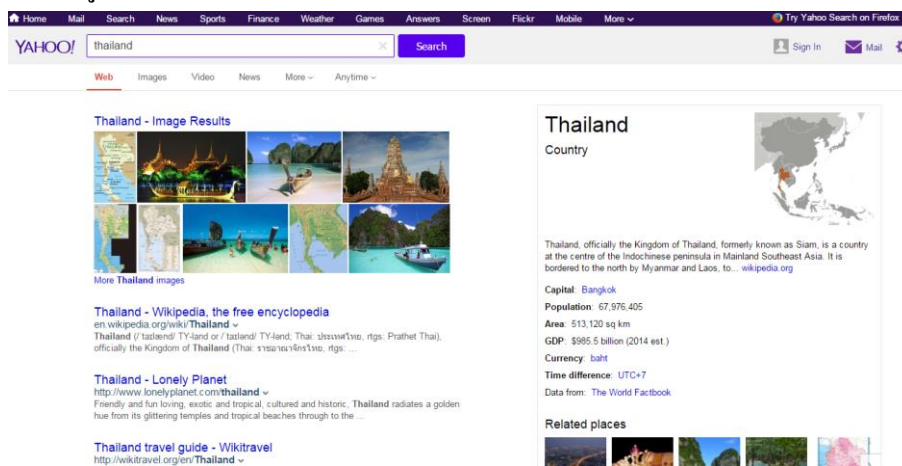 Home Mail Search News Sports Finance Weather Games Answers Screen Flickr Mobile More Try Yahoo Search on Firefox
YAHOO! thailand Search Sign In Mail
Web Images Video News More Anytime
Thailand - Image Results
More Thailand images
Thailand - Wikipedia, the free encyclopedia
en.wikipedia.org/wiki/Thailand
Thailand (/ˈtaɪlænd/ TY-land or /ˈtaɪlənd/ TY-lənd; Thai: ประเทศไทย, rtgs: Prathet Thai),
officially the Kingdom of Thailand (Thai: ราชอาณาจักรไทย, rtgs: ...
Thailand - Lonely Planet
http://www.lonelyplanet.com/thailand
Friendly and fun loving, exotic and tropical, cultured and historic, Thailand radiates a golden
hue from its glittering temples and tropical beaches through to the ...
Thailand travel guide - Wikitravel
http://wikitravel.org/en/Thailand
Thailand
Country
Thailand, officially the Kingdom of Thailand, formerly known as Siam, is a country
at the centre of the Indochinese peninsula in Mainland Southeast Asia. It is
bordered to the north by Myanmar and Laos, to... wikipedia.org
Capital: Bangkok
Population: 67,976,405
Area: 513,120 sq km
GDP: $985.5 billion (2014 est.)
Currency: baht
Time difference: UTC+7
Data from: The World Factbook
Related places